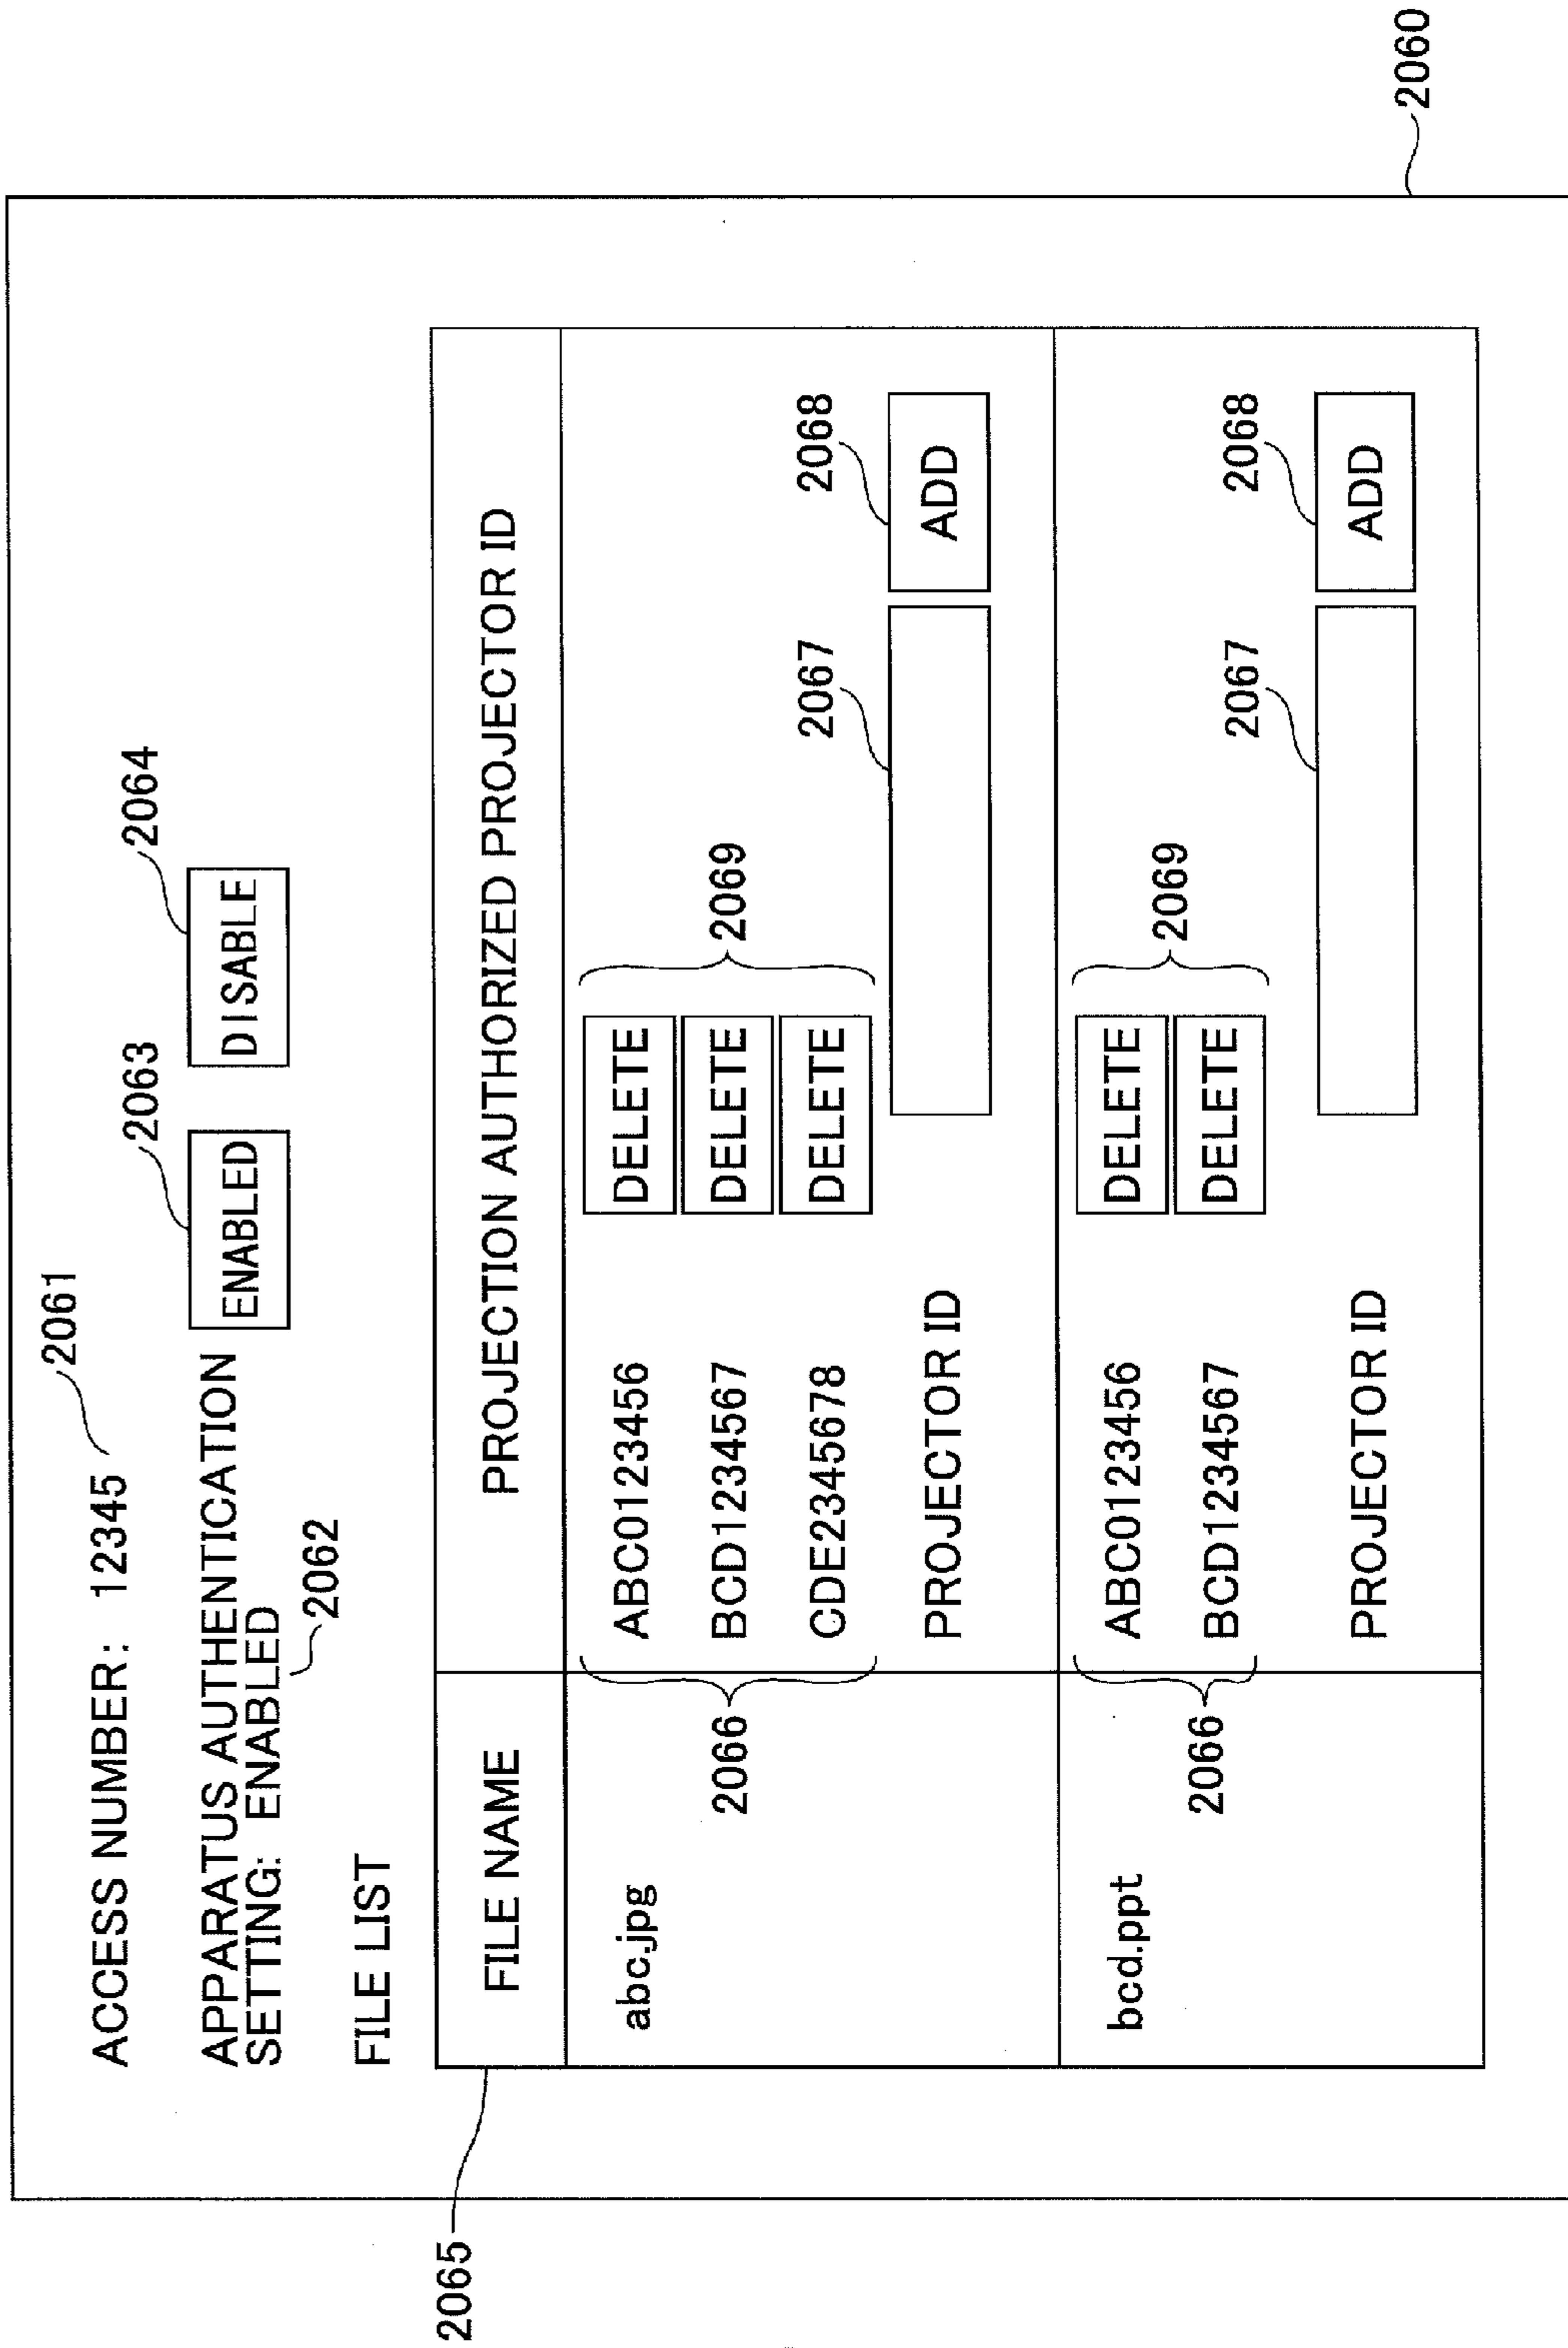 2061
ACCESS NUMBER: 12345
2063
2064
APPARATUS AUTHENTICATION
SETTING: ENABLED
ENABLED
DISABLE
2062
FILE LIST
2065
FILE NAME
PROJECTION AUTHORIZED PROJECTOR ID
abc.jpg
2066
ABC0123456
DELETE
BCD1234567
DELETE
2069
CDE2345678
DELETE
2067
2068
PROJECTOR ID
ADD
bcd.ppt
2066
ABC0123456
DELETE
BCD1234567
DELETE
2069
2067
2068
PROJECTOR ID
ADD
2060